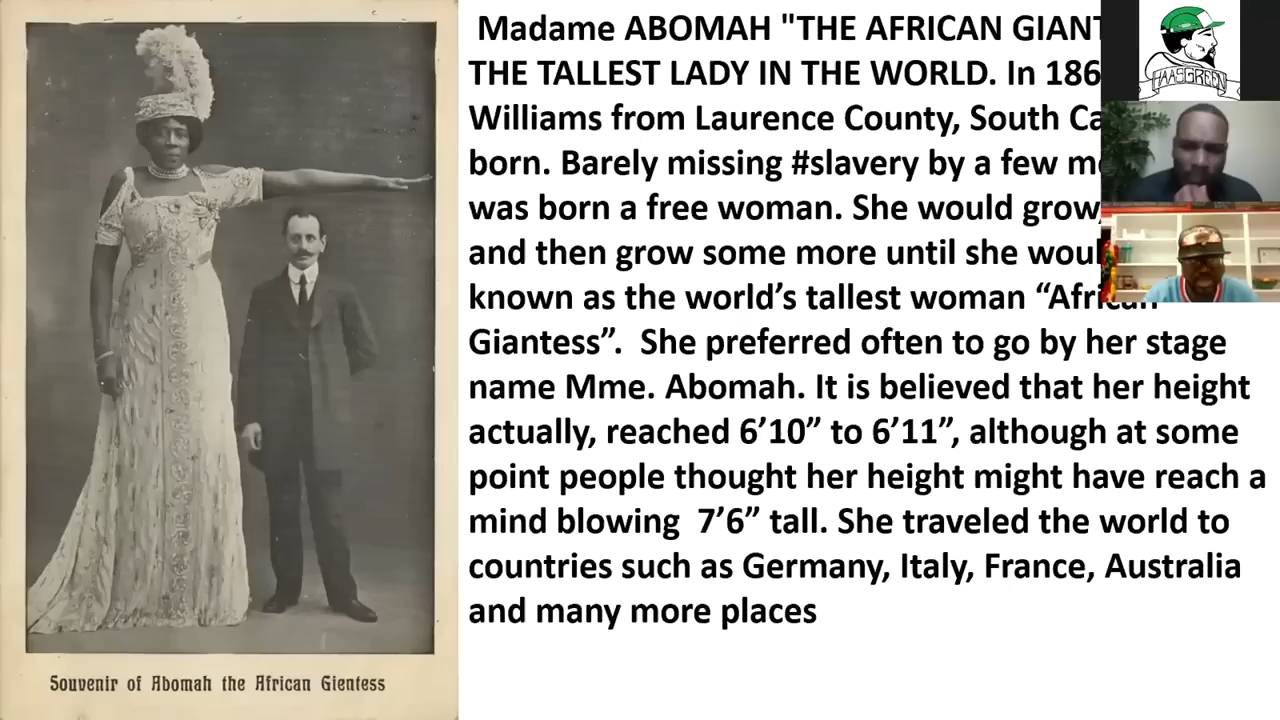 Madame ABOMAH "THE AFRICAN GIANT
THE TALLEST LADY IN THE WORLD. In 186
Williams from Laurence County, South Ca
born. Barely missing #slavery by a few m
was born a free woman. She would grow,
and then grow some more until she woul
known as the world’s tallest woman “African
Giantess”. She preferred often to go by her stage
name Mme. Abomah. It is believed that her height
actually, reached 6’10” to 6’11”, although at some
point people thought her height might have reach a
mind blowing 7’6” tall. She traveled the world to
countries such as Germany, Italy, France, Australia
and many more places
Souvenir of Abomah the African Gientess
HAASGREEN